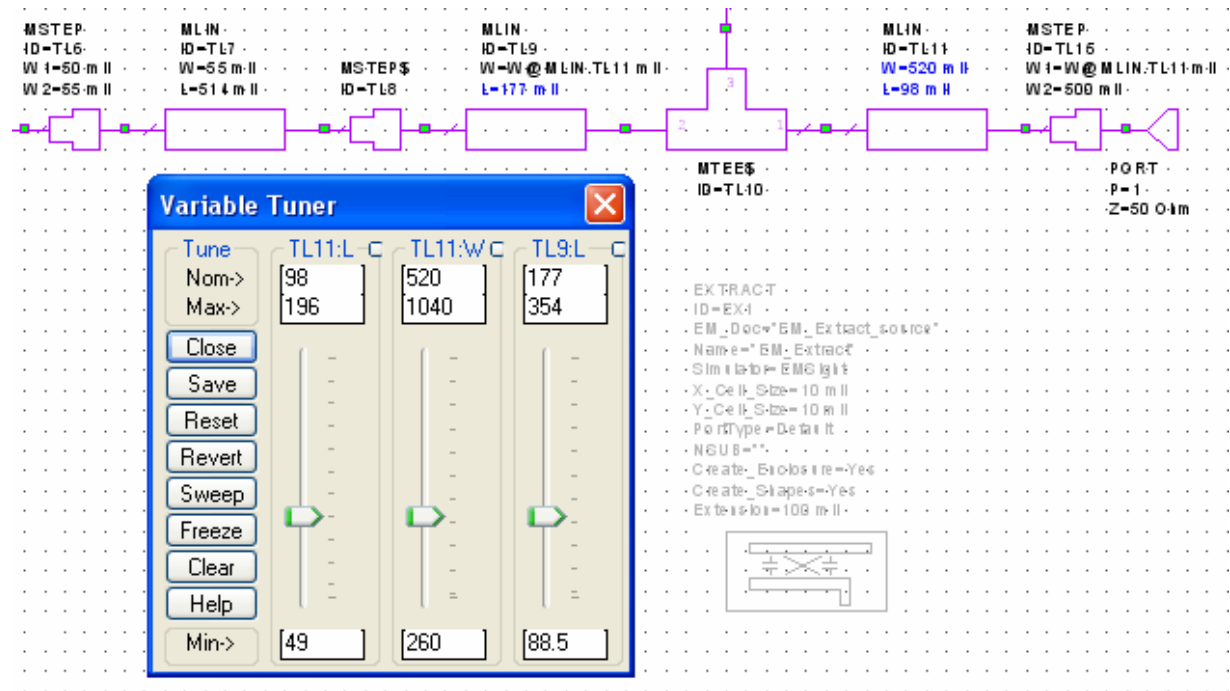 MSTEP
ID=TL6
W1=50 mil
W2=55 mil
MLIN
ID=TL7
W=55 mil
L=514 mil
MSTEP$
ID=TL8
MLIN
ID=TL9
W=W@MLIN.TL11 mil
L=177 mil
3
2
1
MTEE$
ID=TL10
MLIN
ID=TL11
W=520 mil
L=98 mil
MSTEP
ID=TL15
W1=W@MLIN.TL11 mil
W2=500 mil
PORT
P=1
Z=50 Ohm
Variable Tuner
Tune TL11:L TL11:W TL9:L
Nom-> 98 520 177
Max-> 196 1040 354
Close
Save
Reset
Revert
Sweep
Freeze
Clear
Help
Min-> 49 260 88.5
EXTRACT
ID=EX1
EM_Doc="EM_Extract_source"
Name="EM_Extract"
Simulator=EMSight
X_Cell_Size=10 mil
Y_Cell_Size=10 mil
PortType=Default
NSUB=""
Create_Enclosure=Yes
Create_Shapes=Yes
Extension=100 mil